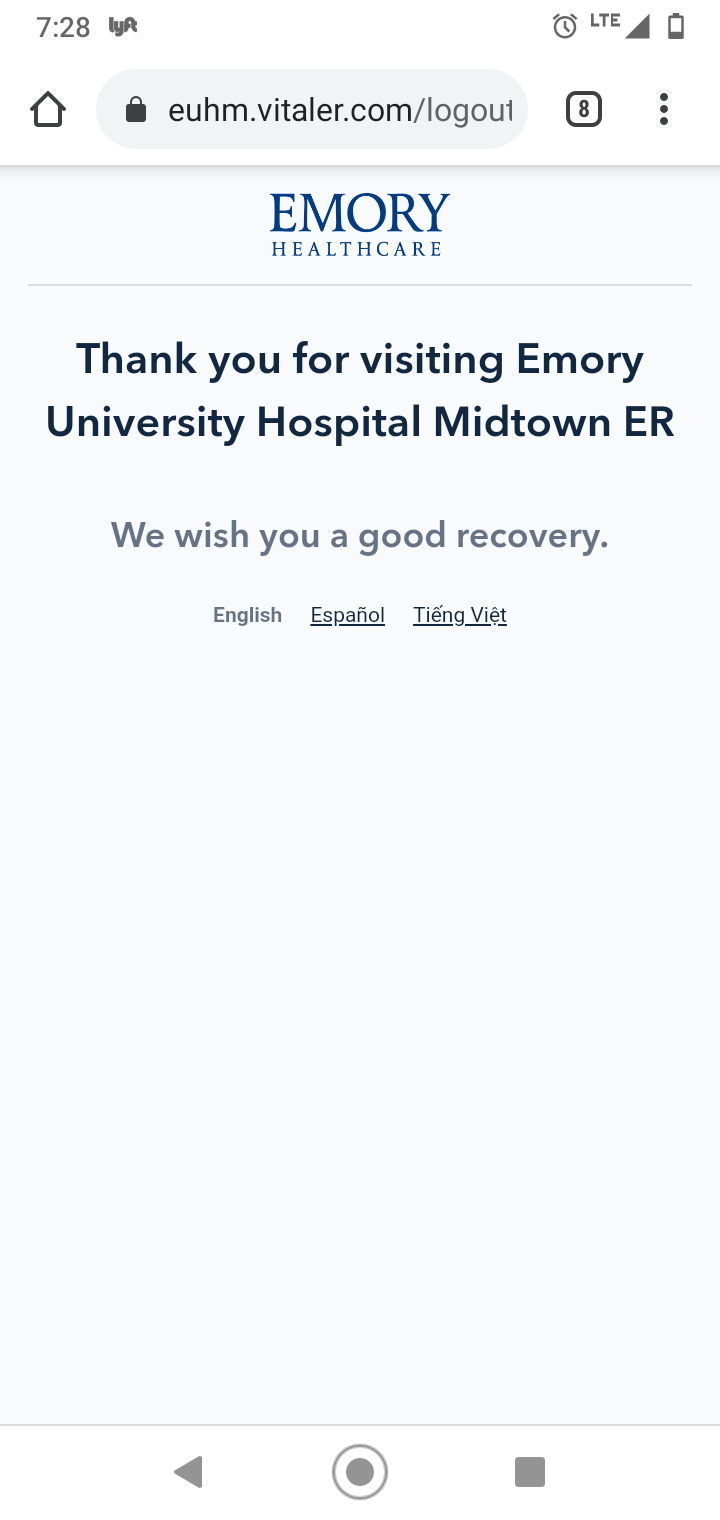 7:28 lyft LTE
euhm.vitaler.com/logout 8
EMORY
HEALTHCARE
Thank you for visiting Emory
University Hospital Midtown ER
We wish you a good recovery.
English Español Tiếng Việt